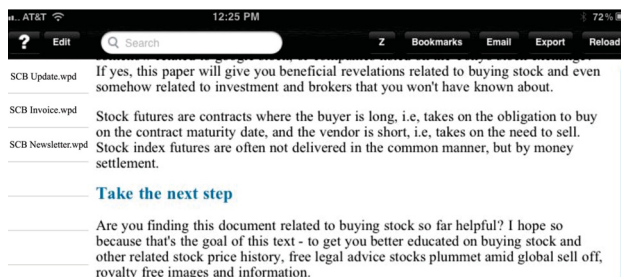 AT&T 12:25 PM 72%
? Edit Search Z Bookmarks Email Export Reload
SCB Update.wpd
SCB Invoice.wpd
SCB Newsletter.wpd
If yes, this paper will give you beneficial revelations related to buying stock and even
somehow related to investment and brokers that you won't have known about.
Stock futures are contracts where the buyer is long, i.e, takes on the obligation to buy
on the contract maturity date, and the vendor is short, i.e, takes on the need to sell.
Stock index futures are often not delivered in the common manner, but by money
settlement.
Take the next step
Are you finding this document related to buying stock so far helpful? I hope so
because that's the goal of this text - to get you better educated on buying stock and
other related stock price history, free legal advice stocks plummet amid global sell off,
royalty free images and information.